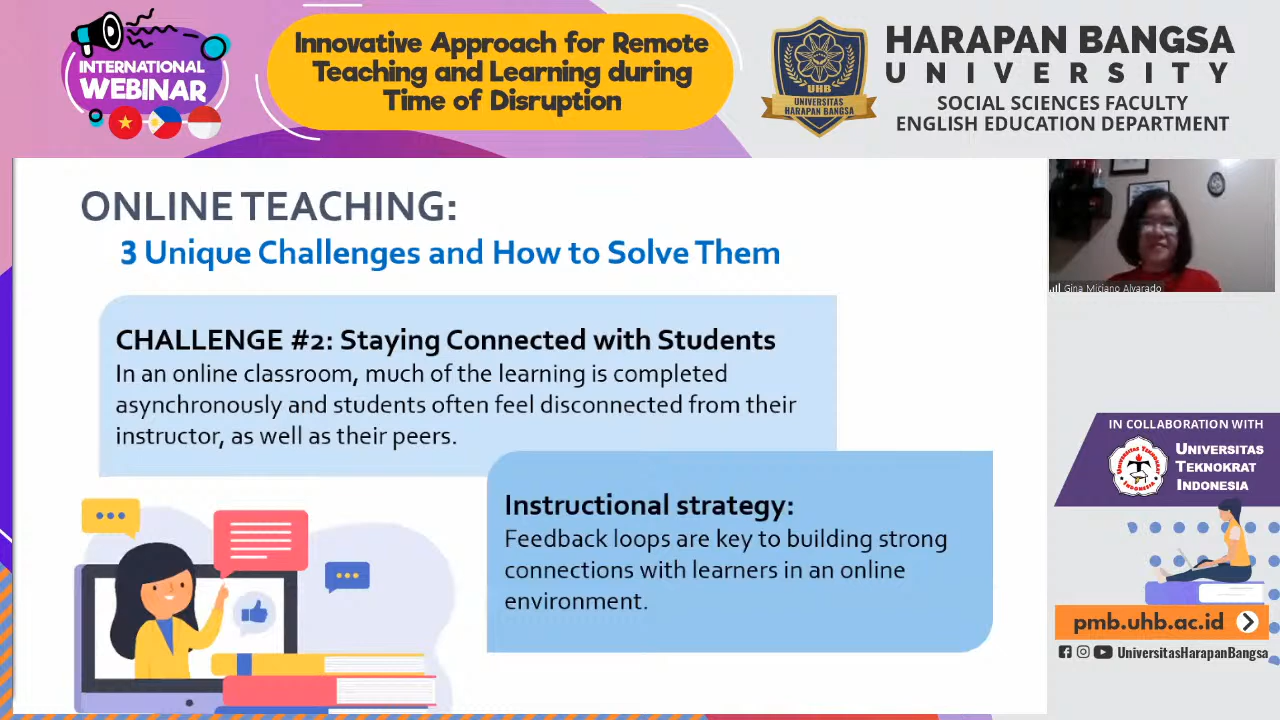 INTERNATIONAL
WEBINAR
Innovative Approach for Remote
Teaching and Learning during
Time of Disruption
UHB
UNIVERSITAS
HARAPAN BANGSA
HARAPAN BANGSA
UNIVERSITY
SOCIAL SCIENCES FACULTY
ENGLISH EDUCATION DEPARTMENT
ONLINE TEACHING:
3 Unique Challenges and How to Solve Them
CHALLENGE #2: Staying Connected with Students
In an online classroom, much of the learning is completed
asynchronously and students often feel disconnected from their
instructor, as well as their peers.
Instructional strategy:
Feedback loops are key to building strong
connections with learners in an online
environment.
Gina Miciano Alvarado
IN COLLABORATION WITH
UNIVERSITAS
TEKNOKRAT
INDONESIA
pmb.uhb.ac.id
UniversitasHarapanBangsa